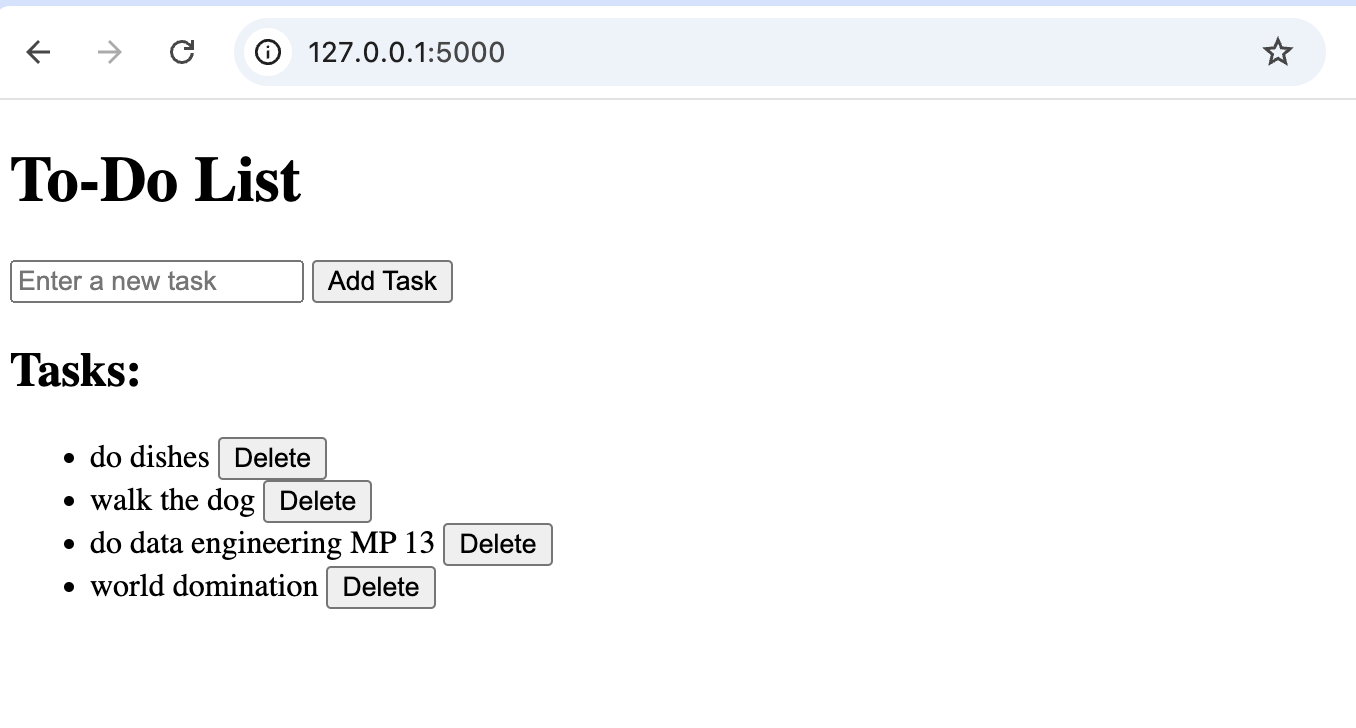 127.0.0.1:5000
To-Do List
Enter a new task Add Task
Tasks:
do dishes Delete
walk the dog Delete
do data engineering MP 13 Delete
world domination Delete